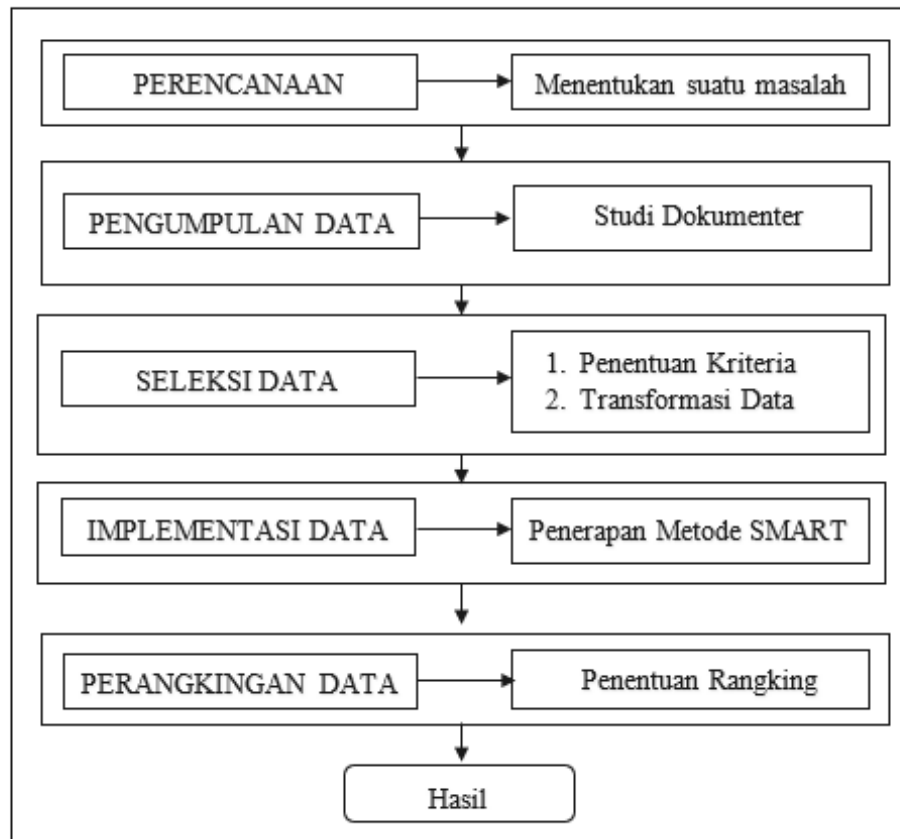 PERENCANAAN
Menentukan suatu masalah
PENGUMPULAN DATA
Studi Dokumenter
SELEKSI DATA
1. Penentuan Kriteria
2. Transformasi Data
IMPLEMENTASI DATA
Penerapan Metode SMART
PERANGKINGAN DATA
Penentuan Rangking
Hasil